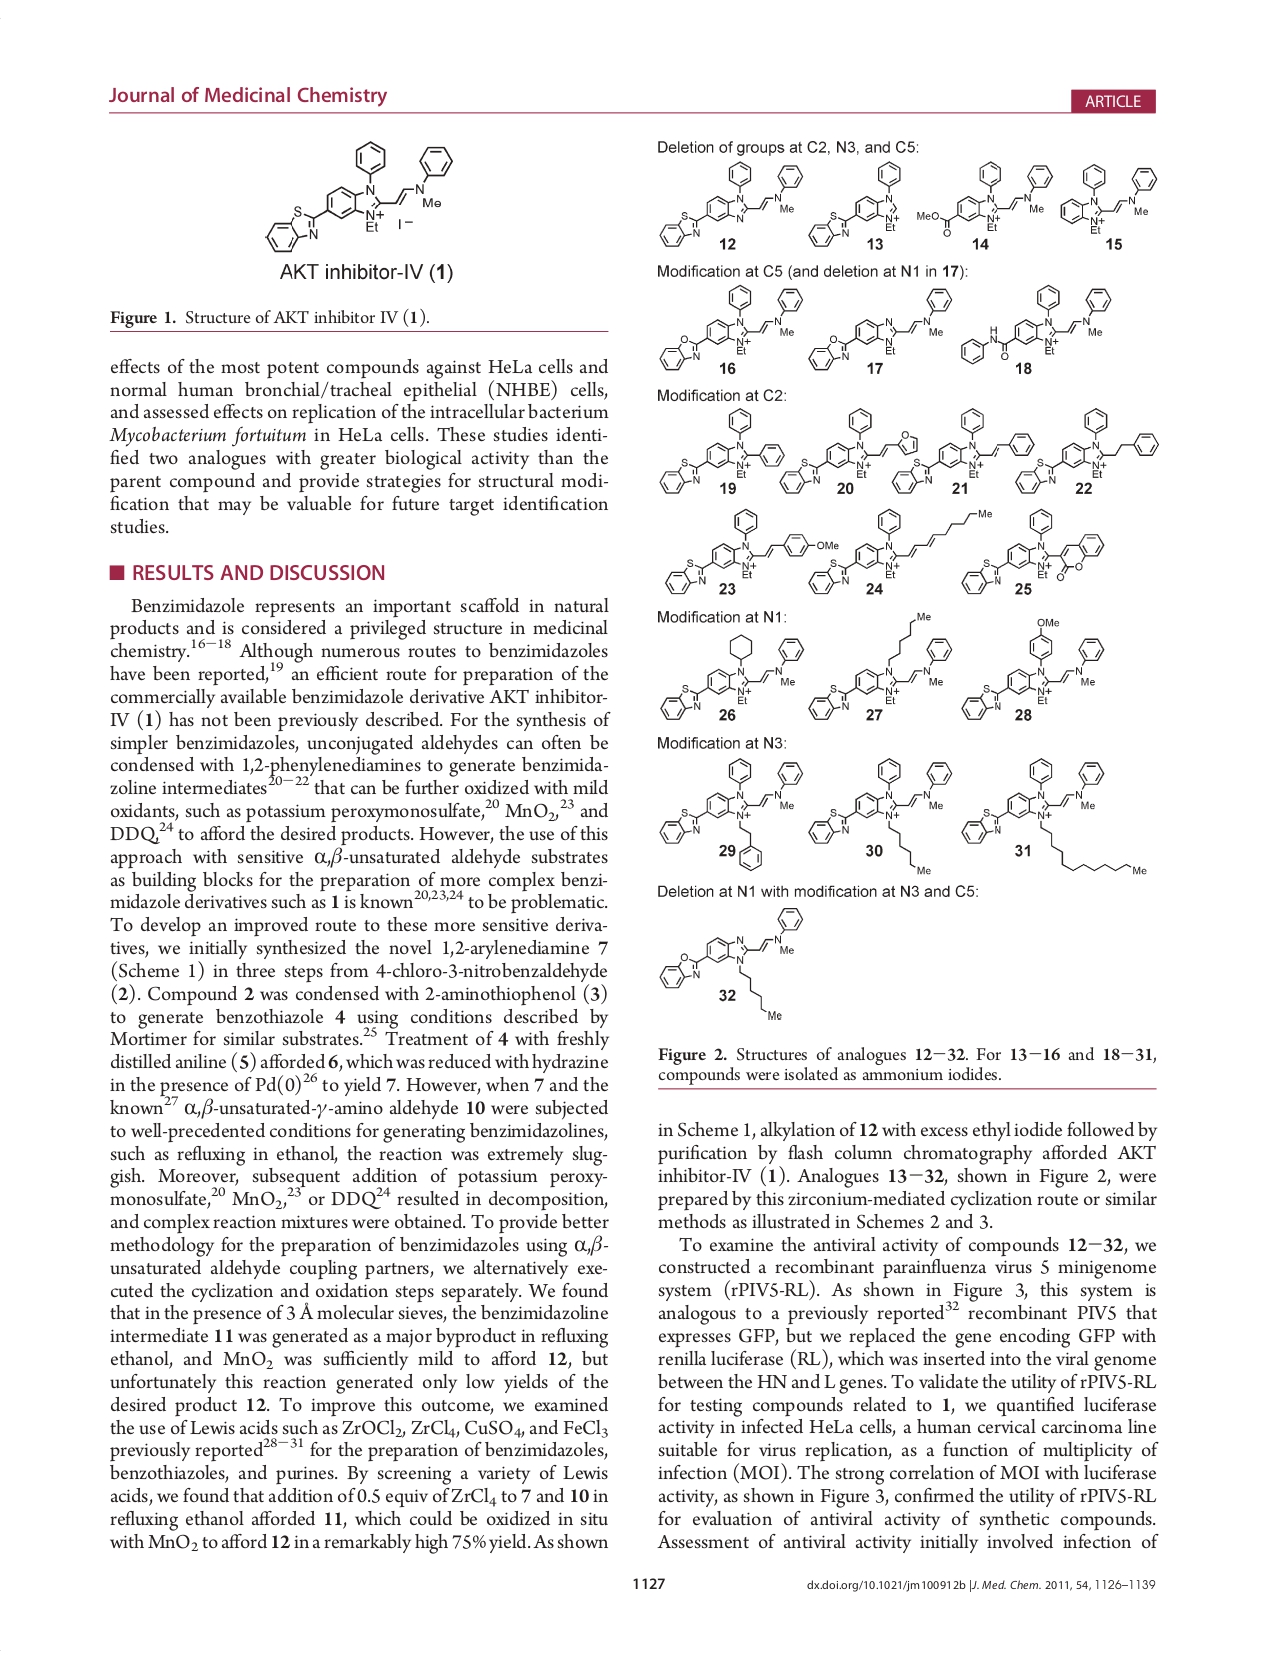 Journal of Medicinal Chemistry
ARTICLE
N
N
Me
S
N
N+
Et
I−
AKT inhibitor-IV (1)
Figure 1. Structure of AKT inhibitor IV (1).
effects of the most potent compounds against HeLa cells and
normal human bronchial/tracheal epithelial (NHBE) cells,
and assessed effects on replication of the intracellular bacterium
Mycobacterium fortuitum in HeLa cells. These studies identi-
fied two analogues with greater biological activity than the
parent compound and provide strategies for structural modi-
fication that may be valuable for future target identification
studies.
■ RESULTS AND DISCUSSION
Benzimidazole represents an important scaffold in natural
products and is considered a privileged structure in medicinal
chemistry.16−18 Although numerous routes to benzimidazoles
have been reported,19 an efficient route for preparation of the
commercially available benzimidazole derivative AKT inhibitor-
IV (1) has not been previously described. For the synthesis of
simpler benzimidazoles, unconjugated aldehydes can often be
condensed with 1,2-phenylenediamines to generate benzimida-
zoline intermediates20−22 that can be further oxidized with mild
oxidants, such as potassium peroxymonosulfate,20 MnO2,23 and
DDQ,24 to afford the desired products. However, the use of this
approach with sensitive α,β-unsaturated aldehyde substrates
as building blocks for the preparation of more complex benzi-
midazole derivatives such as 1 is known20,23,24 to be problematic.
To develop an improved route to these more sensitive deriva-
tives, we initially synthesized the novel 1,2-arylenediamine 7
(Scheme 1) in three steps from 4-chloro-3-nitrobenzaldehyde
(2). Compound 2 was condensed with 2-aminothiophenol (3)
to generate benzothiazole 4 using conditions described by
Mortimer for similar substrates.25 Treatment of 4 with freshly
distilled aniline (5) afforded 6, which was reduced with hydrazine
in the presence of Pd(0)26 to yield 7. However, when 7 and the
known27 α,β-unsaturated-γ-amino aldehyde 10 were subjected
to well-precedented conditions for generating benzimidazolines,
such as refluxing in ethanol, the reaction was extremely slug-
gish. Moreover, subsequent addition of potassium peroxy-
monosulfate,20 MnO2,23 or DDQ24 resulted in decomposition,
and complex reaction mixtures were obtained. To provide better
methodology for the preparation of benzimidazoles using α,β-
unsaturated aldehyde coupling partners, we alternatively exe-
cuted the cyclization and oxidation steps separately. We found
that in the presence of 3 Å molecular sieves, the benzimidazoline
intermediate 11 was generated as a major byproduct in refluxing
ethanol, and MnO2 was sufficiently mild to afford 12, but
unfortunately this reaction generated only low yields of the
desired product 12. To improve this outcome, we examined
the use of Lewis acids such as ZrOCl2, ZrCl4, CuSO4, and FeCl3
previously reported28−31 for the preparation of benzimidazoles,
benzothiazoles, and purines. By screening a variety of Lewis
acids, we found that addition of 0.5 equiv of ZrCl4 to 7 and 10 in
refluxing ethanol afforded 11, which could be oxidized in situ
with MnO2 to afford 12 in a remarkably high 75% yield. As shown
Deletion of groups at C2, N3, and C5:
12 13 14 15
Modification at C5 (and deletion at N1 in 17):
16 17 18
Modification at C2:
19 20 21 22
23 24 25
Modification at N1:
26 27 28
Modification at N3:
29 30 31
Deletion at N1 with modification at N3 and C5:
32
Figure 2. Structures of analogues 12−32. For 13−16 and 18−31,
compounds were isolated as ammonium iodides.
in Scheme 1, alkylation of 12 with excess ethyl iodide followed by
purification by flash column chromatography afforded AKT
inhibitor-IV (1). Analogues 13−32, shown in Figure 2, were
prepared by this zirconium-mediated cyclization route or similar
methods as illustrated in Schemes 2 and 3.
To examine the antiviral activity of compounds 12−32, we
constructed a recombinant parainfluenza virus 5 minigenome
system (rPIV5-RL). As shown in Figure 3, this system is
analogous to a previously reported32 recombinant PIV5 that
expresses GFP, but we replaced the gene encoding GFP with
renilla luciferase (RL), which was inserted into the viral genome
between the HN and L genes. To validate the utility of rPIV5-RL
for testing compounds related to 1, we quantified luciferase
activity in infected HeLa cells, a human cervical carcinoma line
suitable for virus replication, as a function of multiplicity of
infection (MOI). The strong correlation of MOI with luciferase
activity, as shown in Figure 3, confirmed the utility of rPIV5-RL
for evaluation of antiviral activity of synthetic compounds.
Assessment of antiviral activity initially involved infection of
1127
dx.doi.org/10.1021/jm100912b |J. Med. Chem. 2011, 54, 1126–1139